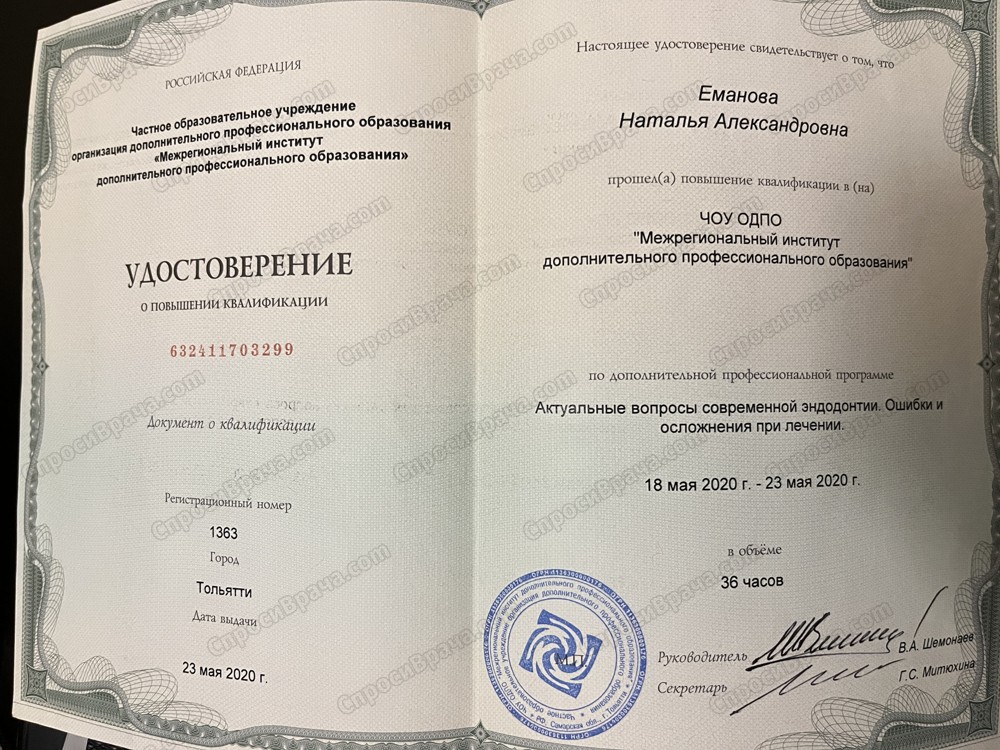 РОССИЙСКАЯ ФЕДЕРАЦИЯ
Частное образовательное учреждение
организация дополнительного профессионального образования
«Межрегиональный институт
дополнительного профессионального образования»
УДОСТОВЕРЕНИЕ
О ПОВЫШЕНИИ КВАЛИФИКАЦИИ
632411703299
Документ о квалификации
Регистрационный номер
1363
Город
Тольятти
Дата выдачи
23 мая 2020 г.
Настоящее удостоверение свидетельствует о том, что
Еманова
Наталья Александровна
прошел(а) повышение квалификации в (на)
ЧОУ ОДПО
"Межрегиональный институт
дополнительного профессионального образования"
по дополнительной профессиональной программе
Актуальные вопросы современной эндодонтии. Ошибки и
осложнения при лечении.
18 мая 2020 г. - 23 мая 2020 г.
в объёме
36 часов
М.П.
Руководитель
В.А. Шемонаев
Секретарь
Г.С. Митюхина
СпросиВрача.com